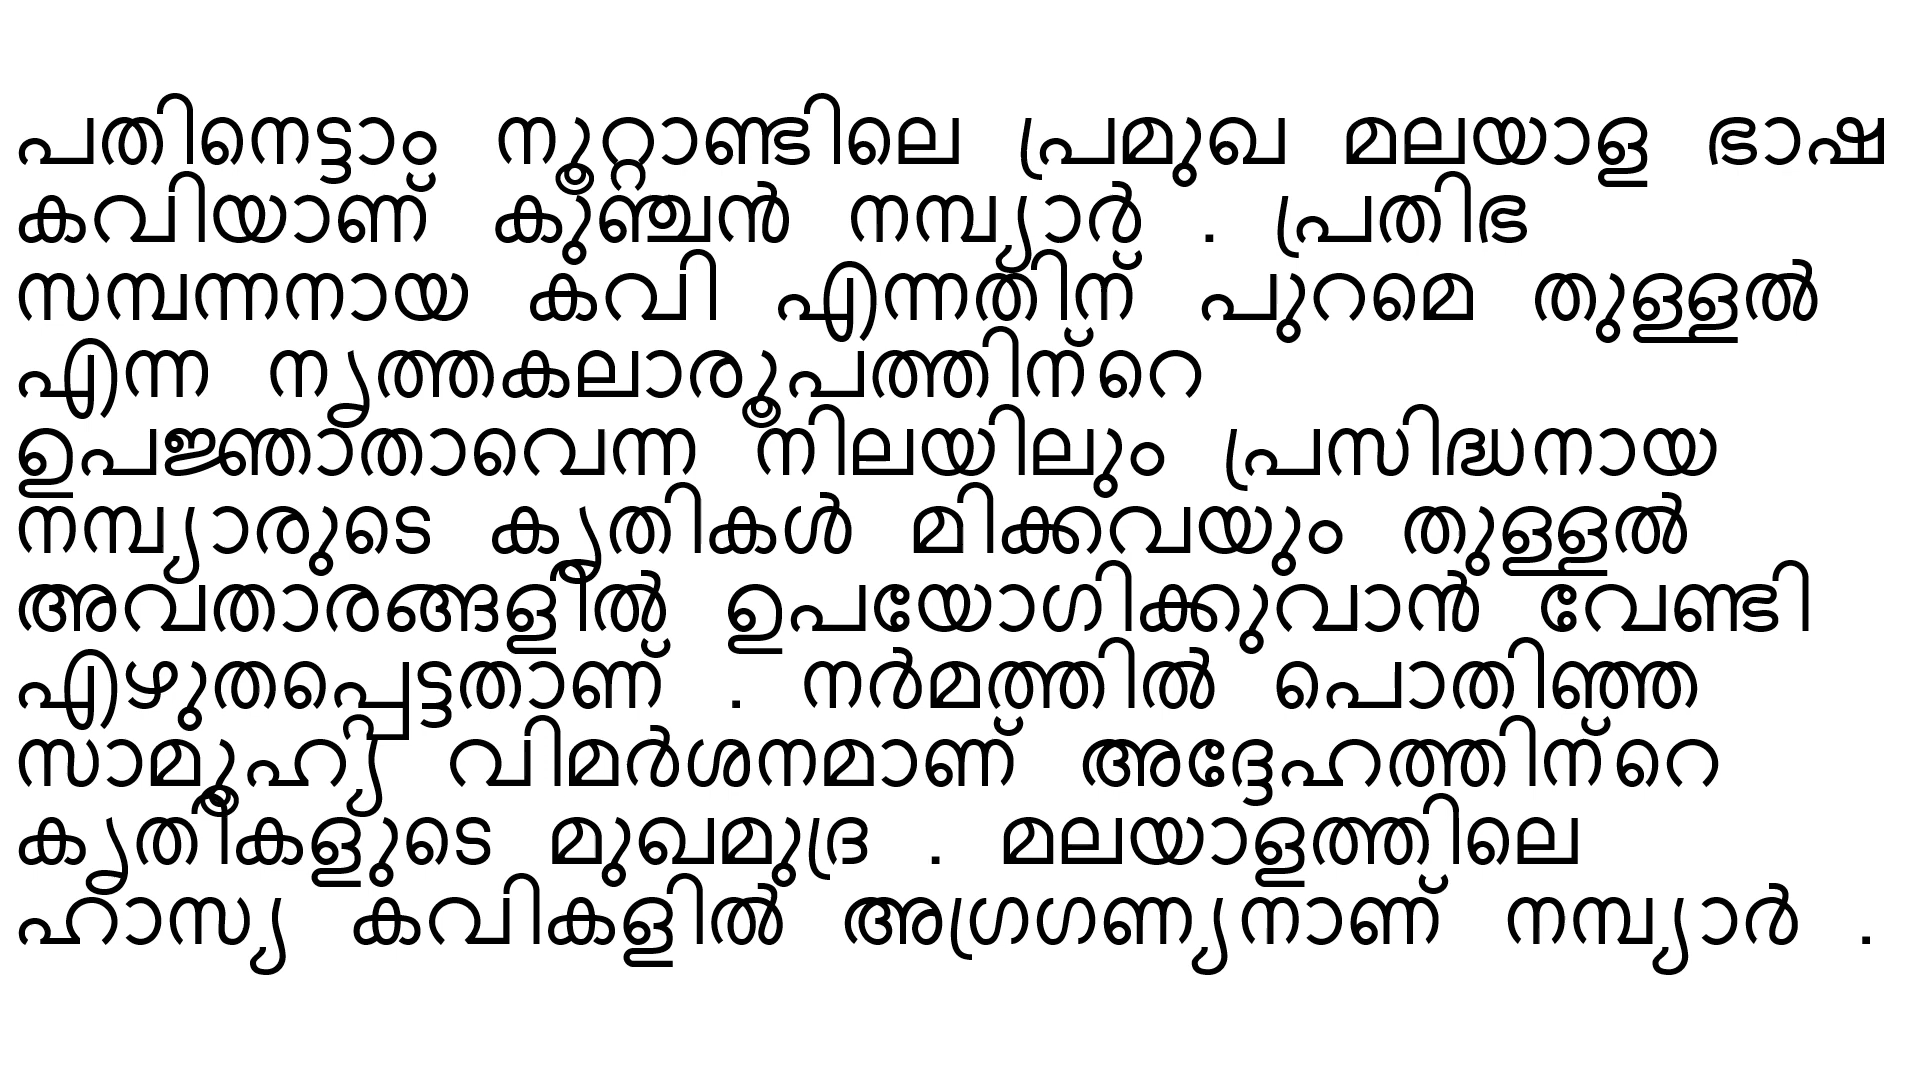 പതിനെട്ടാം നൂറ്റാണ്ടിലെ പ്രമുഖ മലയാള ഭാഷ
കവിയാണ് കുഞ്ചൻ നമ്പ്യാർ . പ്രതിഭ
സമ്പന്നനായ കവി എന്നതിന് പുറമെ തുള്ളൽ
എന്ന നൃത്തകലാരൂപത്തിന്റെ
ഉപജ്ഞാതാവെന്ന നിലയിലും പ്രസിദ്ധനായ
നമ്പ്യാരുടെ കൃതികൾ മിക്കവയും തുള്ളൽ
അവതാരങ്ങളിൽ ഉപയോഗിക്കുവാൻ വേണ്ടി
എഴുതപ്പെട്ടതാണ് . നർമത്തിൽ പൊതിഞ്ഞ
സാമൂഹ്യ വിമർശനമാണ് അദ്ദേഹത്തിന്റെ
കൃതികളുടെ മുഖമുദ്ര . മലയാളത്തിലെ
ഹാസ്യ കവികളിൽ അഗ്രഗണ്യനാണ് നമ്പ്യാർ .